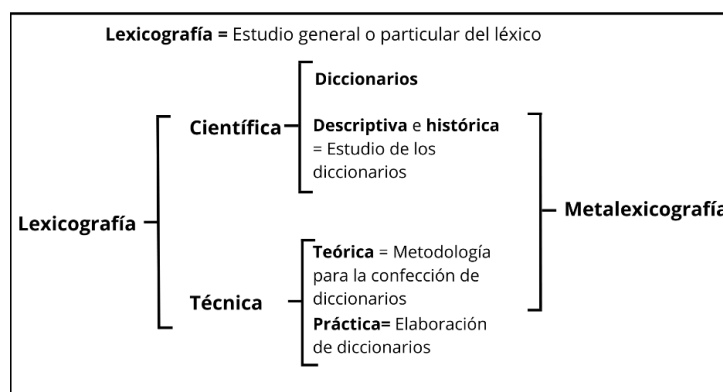 Lexicografía = Estudio general o particular del léxico
Diccionarios
Científica
Descriptiva e histórica
= Estudio de los
diccionarios
Lexicografía
Metalexicografía
Teórica = Metodología
para la confección de
diccionarios
Técnica
Práctica= Elaboración
de diccionarios